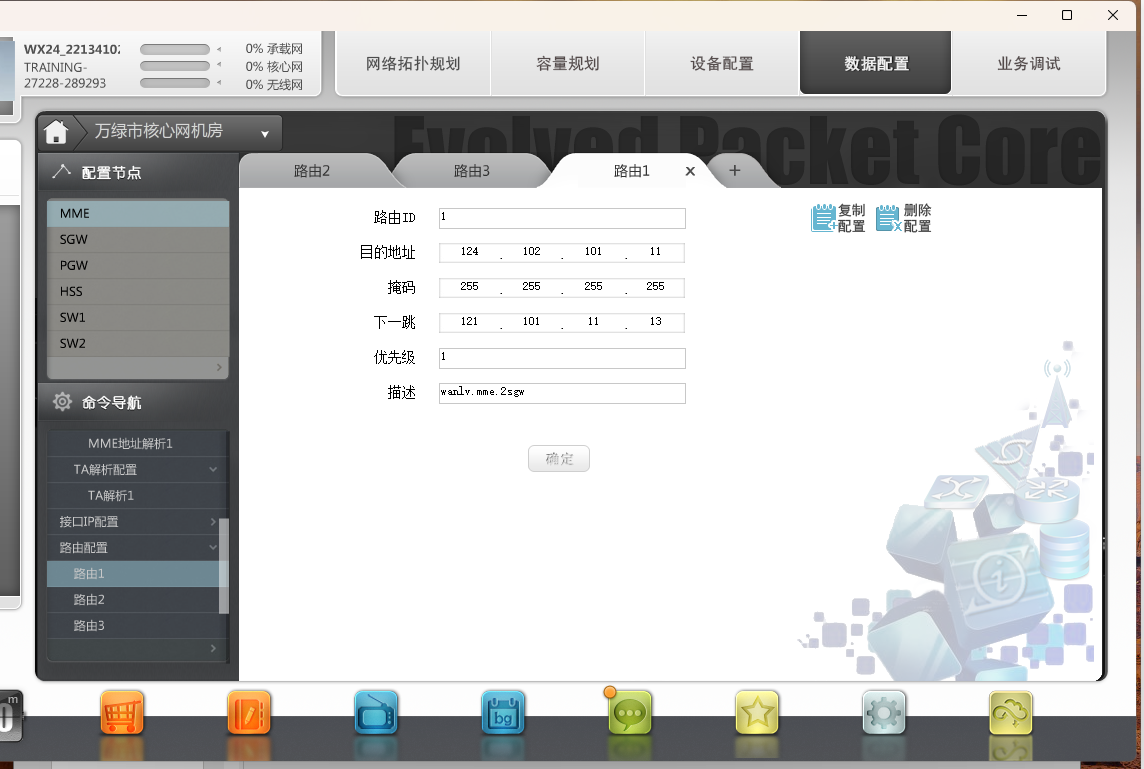 WX24_22134102
TRAINING-
27228-289293
0% 承载网
0% 核心网
0% 无线网
网络拓扑规划
容量规划
设备配置
数据配置
业务调试
万绿市核心网机房
Evolved Packet Core
配置节点
MME
SGW
PGW
HSS
SW1
SW2
命令导航
MME地址解析1
TA解析配置
TA解析1
接口IP配置
路由配置
路由1
路由2
路由3
路由2
路由3
路由1
x
+
复制
配置
删除
配置
路由ID 1
目的地址 124 . 102 . 101 . 11
掩码 255 . 255 . 255 . 255
下一跳 121 . 101 . 11 . 13
优先级 1
描述 wanlv.mme.2sgw
确定
m
bg